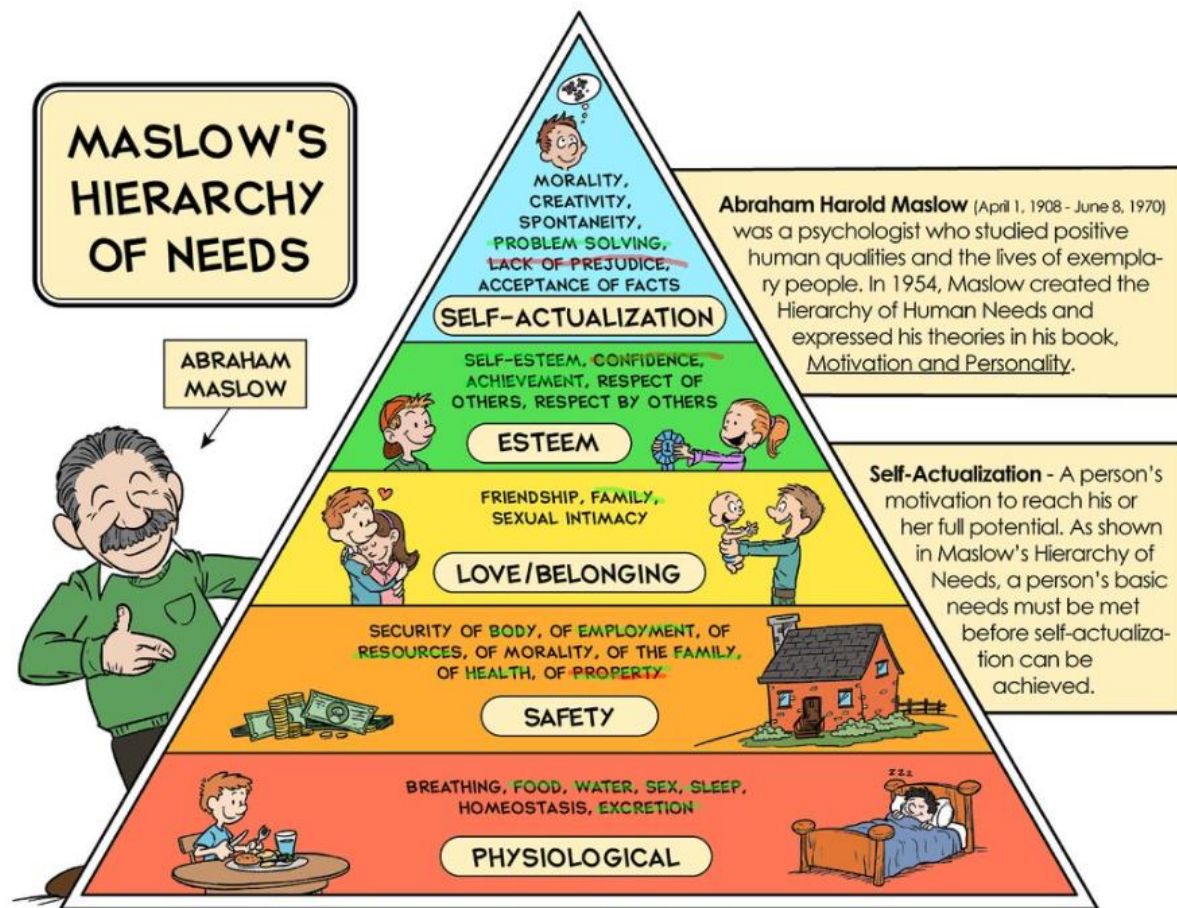 MASLOW'S
HIERARCHY
OF NEEDS
ABRAHAM
MASLOW
MORALITY,
CREATIVITY,
SPONTANEITY,
PROBLEM SOLVING,
LACK OF PREJUDICE,
ACCEPTANCE OF FACTS
SELF-ACTUALIZATION
SELF-ESTEEM, CONFIDENCE,
ACHIEVEMENT, RESPECT OF
OTHERS, RESPECT BY OTHERS
ESTEEM
1
FRIENDSHIP, FAMILY,
SEXUAL INTIMACY
LOVE/BELONGING
SECURITY OF BODY, OF EMPLOYMENT, OF
RESOURCES, OF MORALITY, OF THE FAMILY,
OF HEALTH, OF PROPERTY
SAFETY
BREATHING, FOOD, WATER, SEX, SLEEP,
HOMEOSTASIS, EXCRETION
PHYSIOLOGICAL
ZZZ
Abraham Harold Maslow (April 1, 1908 - June 8, 1970)
was a psychologist who studied positive
human qualities and the lives of exempla-
ry people. In 1954, Maslow created the
Hierarchy of Human Needs and
expressed his theories in his book,
Motivation and Personality.
Self-Actualization - A person's
motivation to reach his or
her full potential. As shown
in Maslow's Hierarchy of
Needs, a person's basic
needs must be met
before self-actualiza-
tion can be
achieved.